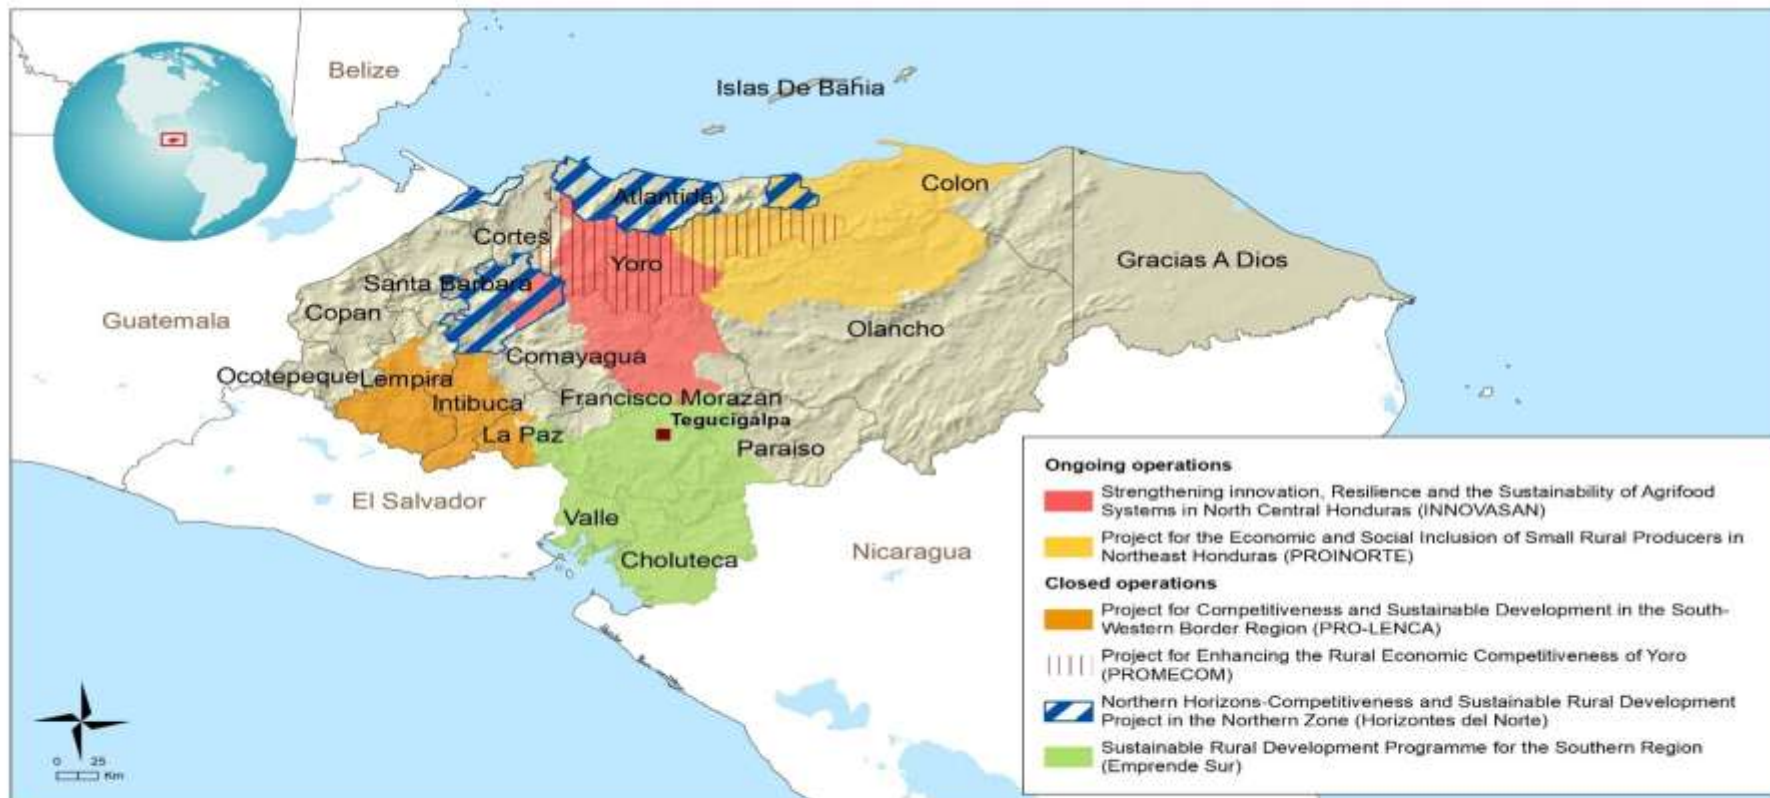 Belize
Islas De Bahia
Colon
Atlantida
Cortes
Yoro
Gracias A Dios
Santa Barbara
Copan
Guatemala
Olancho
Comayagua
Ocotepeque
Lempira
Intibuca
Francisco Morazan
Tegucigalpa
La Paz
Paraiso
El Salvador
Valle
Nicaragua
Choluteca
Ongoing operations
Strengthening innovation, Resilience and the Sustainability of Agrifood
Systems in North Central Honduras (INNOVASAN)
Project for the Economic and Social Inclusion of Small Rural Producers in
Northeast Honduras (PROINORTE)
Closed operations
Project for Competitiveness and Sustainable Development in the South-
Western Border Region (PRO-LENCA)
Project for Enhancing the Rural Economic Competitiveness of Yoro
(PROMECOM)
Northern Horizons-Competitiveness and Sustainable Rural Development
Project in the Northern Zone (Horizontes del Norte)
Sustainable Rural Development Programme for the Southern Region
(Emprende Sur)
0 25
Km